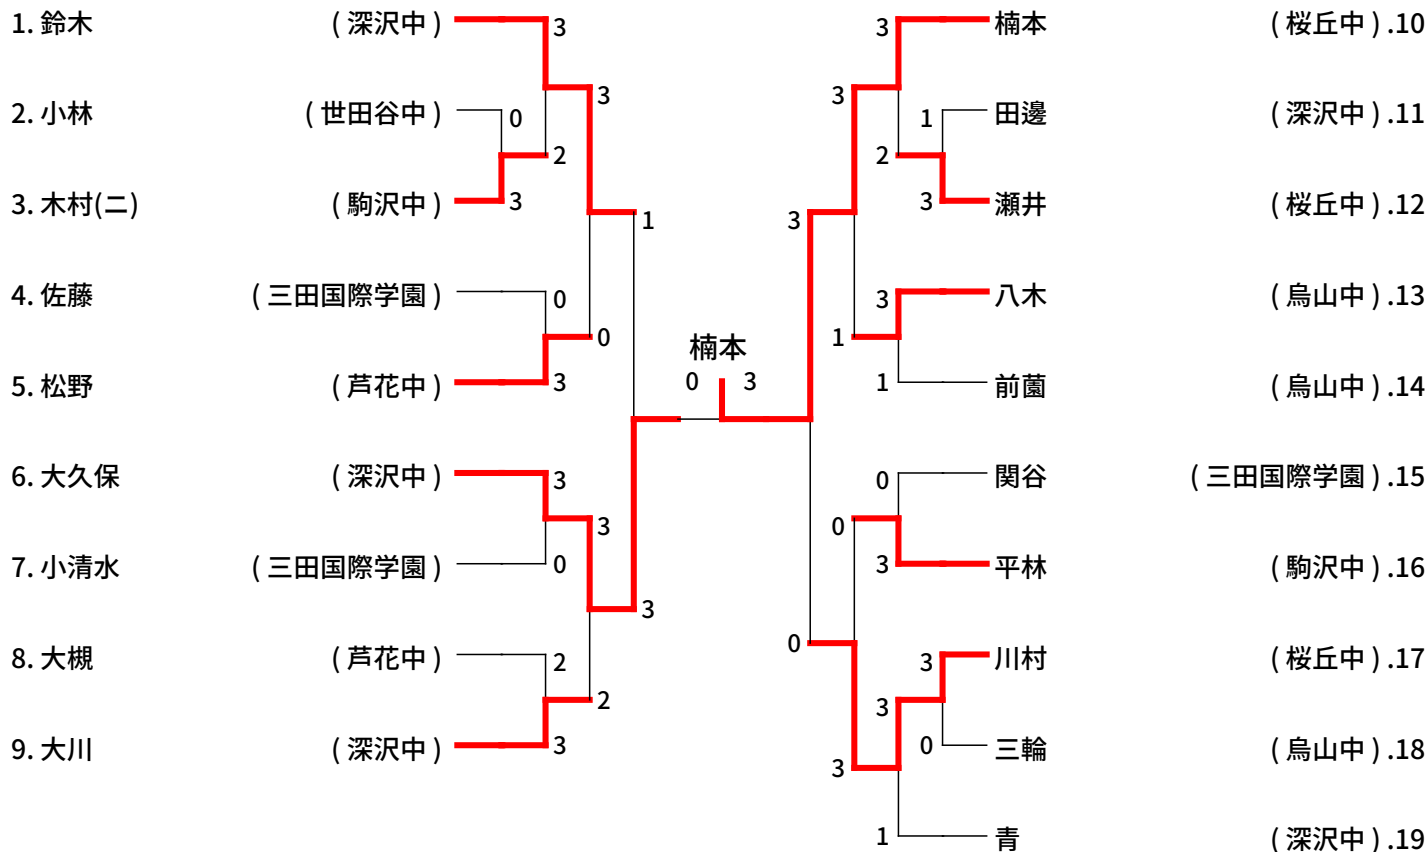 1. 鈴木 ( 深沢中 ) 3 3 楠本 ( 桜丘中 ) .10
3 3
2. 小林 ( 世田谷中 ) 0 1 田邊 ( 深沢中 ) .11
2 2
3. 木村(二) ( 駒沢中 ) 3 3 瀬井 ( 桜丘中 ) .12
1 3
4. 佐藤 ( 三田国際学園 ) 0 3 八木 ( 烏山中 ) .13
0 1
楠本
5. 松野 ( 芦花中 ) 3 0 3 1 前薗 ( 烏山中 ) .14
6. 大久保 ( 深沢中 ) 3 0 関谷 ( 三田国際学園 ) .15
3 0
7. 小清水 ( 三田国際学園 ) 0 3 平林 ( 駒沢中 ) .16
3 0
8. 大槻 ( 芦花中 ) 2 3 川村 ( 桜丘中 ) .17
2 3
9. 大川 ( 深沢中 ) 3 0 三輪 ( 烏山中 ) .18
3
1 青 ( 深沢中 ) .19